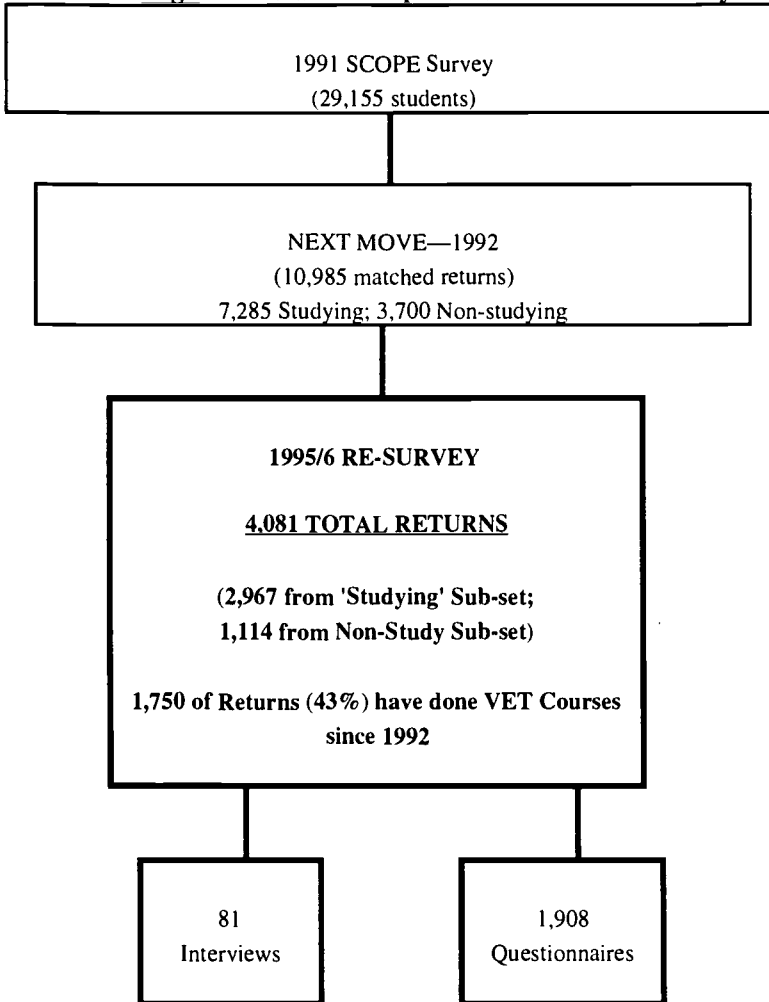 1991 SCOPE Survey
(29,155 students)
NEXT MOVE—1992
(10,985 matched returns)
7,285 Studying; 3,700 Non-studying
1995/6 RE-SURVEY
4,081 TOTAL RETURNS
(2,967 from 'Studying' Sub-set;
1,114 from Non-Study Sub-set)
1,750 of Returns (43%) have done VET Courses
since 1992
81
Interviews
1,908
Questionnaires